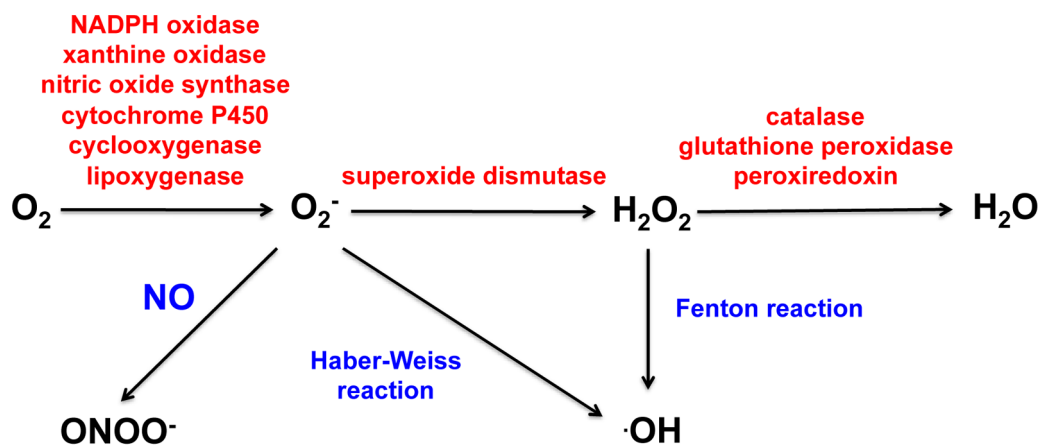 NADPH oxidase
xanthine oxidase
nitric oxide synthase
cytochrome P450
cyclooxygenase
lipoxygenase
superoxide dismutase
catalase
glutathione peroxidase
peroxiredoxin
O₂
O₂⁻
H₂O₂
H₂O
NO
Haber-Weiss
reaction
Fenton reaction
ONOO⁻
·OH